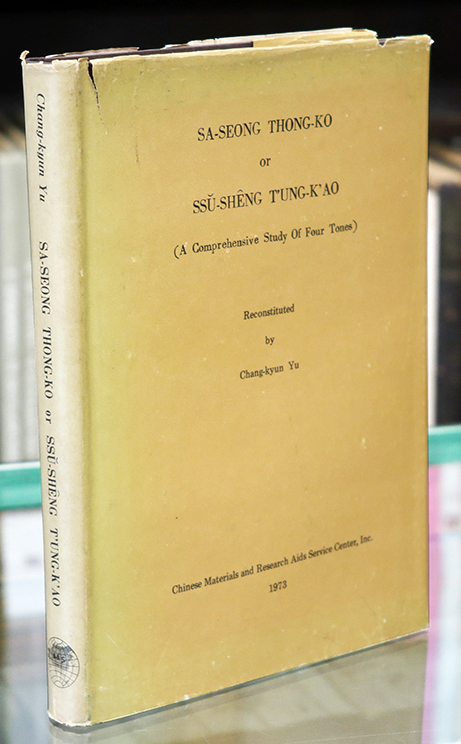 SA-SEONG THONG-KO
or
SSŬ-SHÊNG T'UNG-K'AO
(A Comprehensive Study Of Four Tones)
Reconstituted
by
Chang-kyun Yu
Chinese Materials and Research Aids Service Center, Inc.
1973
Chang-kyun Yu SA-SEONG THONG-KO or SSŬ-SHÊNG T'UNG-K'AO